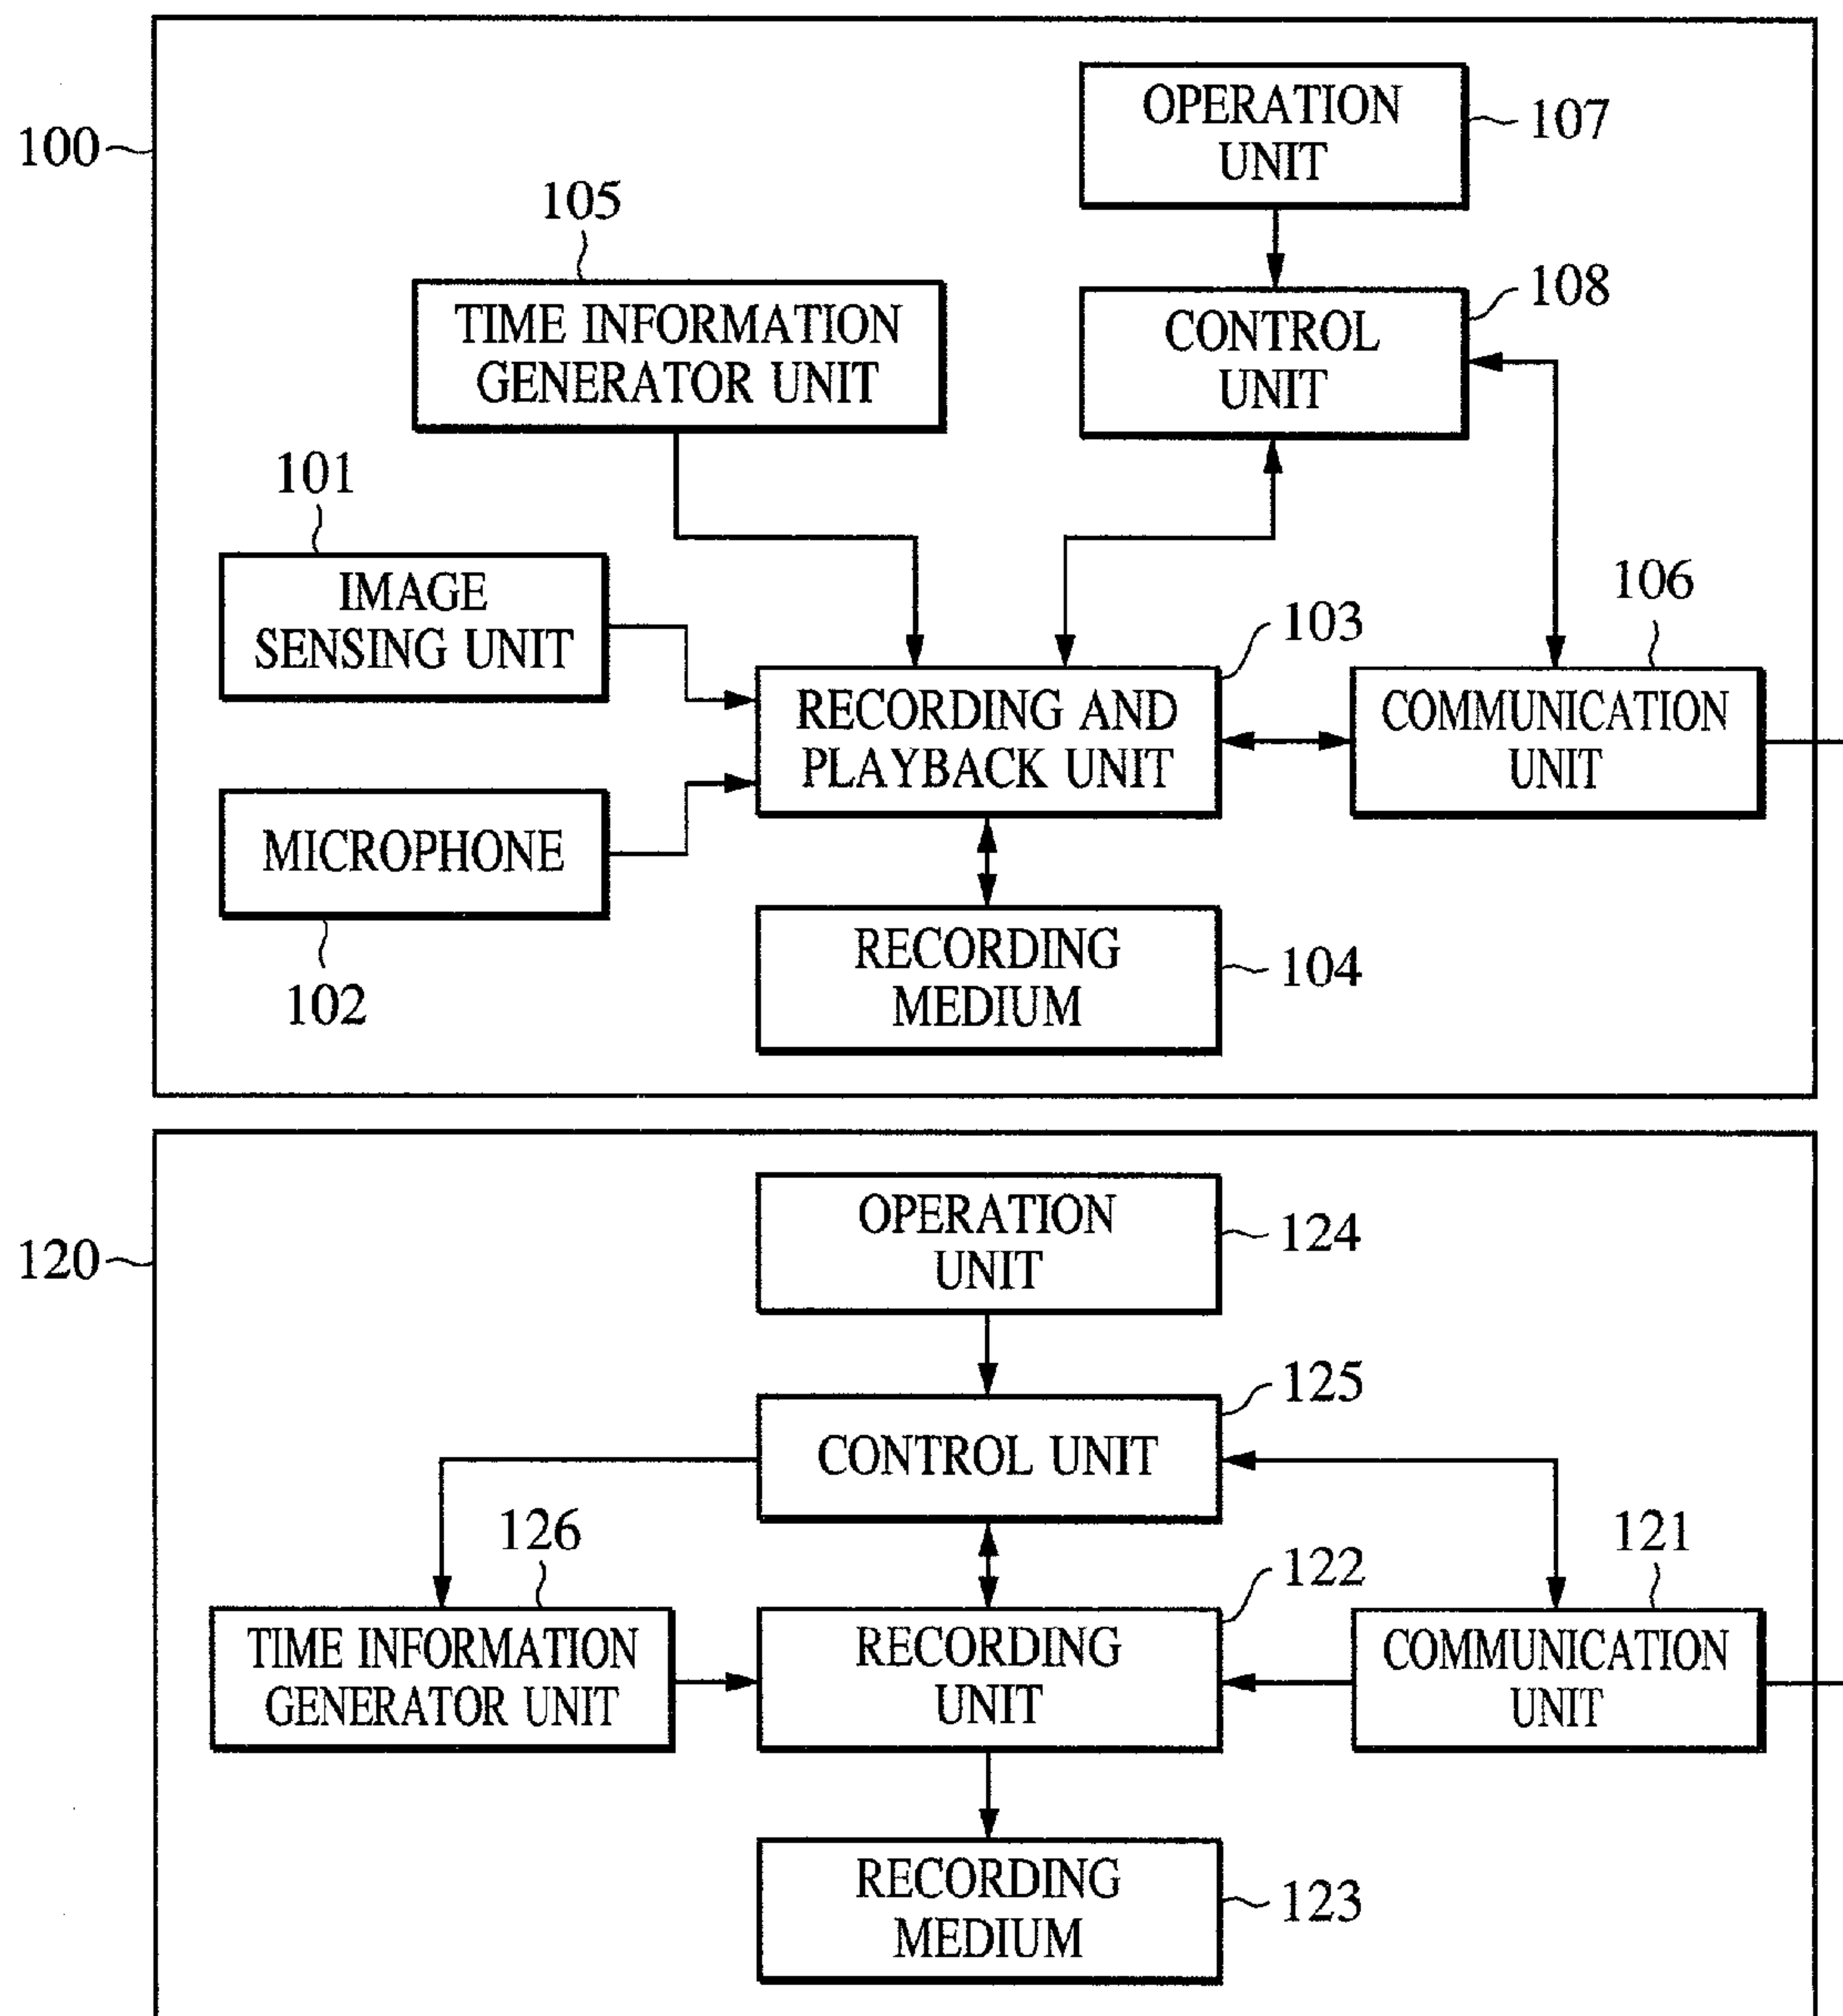 100
OPERATION
UNIT
107
105
TIME INFORMATION
GENERATOR UNIT
CONTROL
UNIT
108
101
IMAGE
SENSING UNIT
103
106
RECORDING AND
PLAYBACK UNIT
COMMUNICATION
UNIT
MICROPHONE
102
RECORDING
MEDIUM
104
120
OPERATION
UNIT
124
125
CONTROL UNIT
126
122
121
TIME INFORMATION
GENERATOR UNIT
RECORDING
UNIT
COMMUNICATION
UNIT
RECORDING
MEDIUM
123